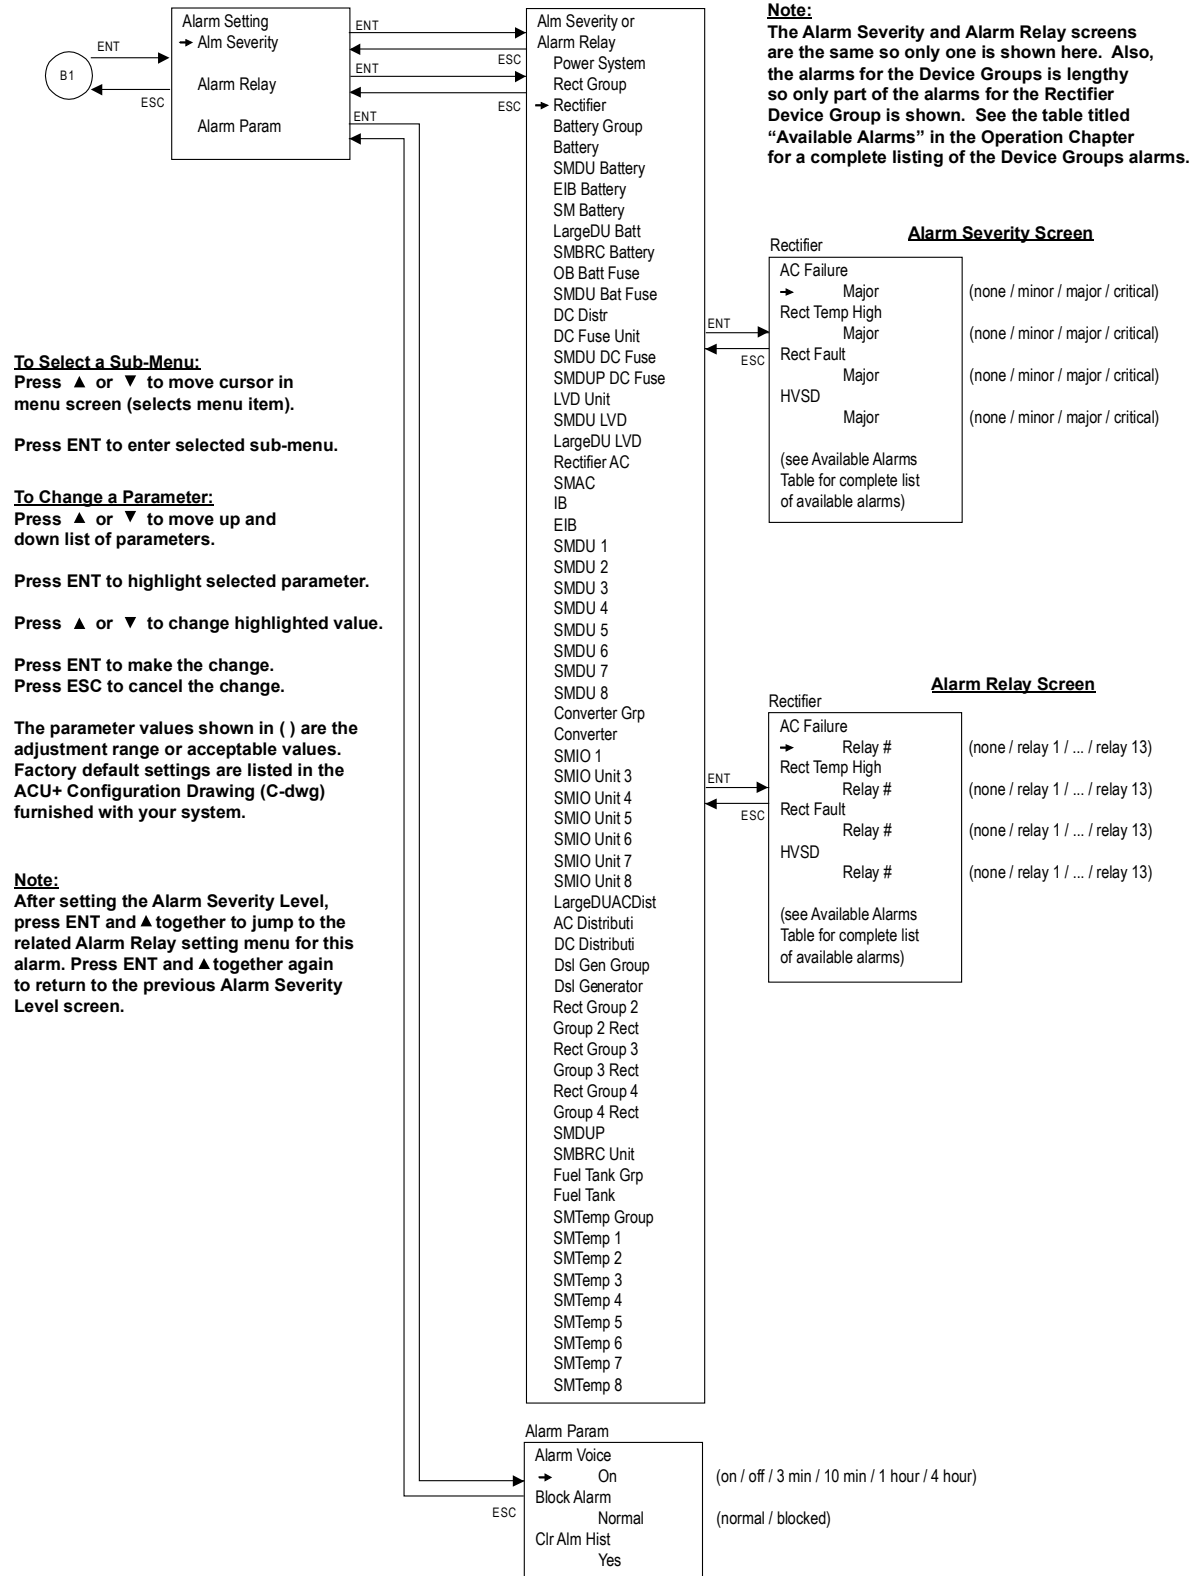 B1
ENT
ESC
Alarm Setting
Alm Severity
Alarm Relay
Alarm Param
ENT
ESC
ENT
ESC
ENT
Alm Severity or
Alarm Relay
Power System
Rect Group
Rectifier
Battery Group
Battery
SMDU Battery
EIB Battery
SM Battery
LargeDU Batt
SMBRC Battery
OB Batt Fuse
SMDU Bat Fuse
DC Distr
DC Fuse Unit
SMDU DC Fuse
SMDUP DC Fuse
LVD Unit
SMDU LVD
LargeDU LVD
Rectifier AC
SMAC
IB
EIB
SMDU 1
SMDU 2
SMDU 3
SMDU 4
SMDU 5
SMDU 6
SMDU 7
SMDU 8
Converter Grp
Converter
SMIO 1
SMIO Unit 3
SMIO Unit 4
SMIO Unit 5
SMIO Unit 6
SMIO Unit 7
SMIO Unit 8
LargeDUACDist
AC Distributi
DC Distributi
Dsl Gen Group
Dsl Generator
Rect Group 2
Group 2 Rect
Rect Group 3
Group 3 Rect
Rect Group 4
Group 4 Rect
SMDUP
SMBRC Unit
Fuel Tank Grp
Fuel Tank
SMTemp Group
SMTemp 1
SMTemp 2
SMTemp 3
SMTemp 4
SMTemp 5
SMTemp 6
SMTemp 7
SMTemp 8
Note:
The Alarm Severity and Alarm Relay screens
are the same so only one is shown here. Also,
the alarms for the Device Groups is lengthy
so only part of the alarms for the Rectifier
Device Group is shown. See the table titled
“Available Alarms” in the Operation Chapter
for a complete listing of the Device Groups alarms.
Alarm Severity Screen
Rectifier
ENT
ESC
AC Failure
Major (none / minor / major / critical)
Rect Temp High
Major (none / minor / major / critical)
Rect Fault
Major (none / minor / major / critical)
HVSD
Major (none / minor / major / critical)
(see Available Alarms
Table for complete list
of available alarms)
Alarm Relay Screen
Rectifier
ENT
ESC
AC Failure
Relay # (none / relay 1 / ... / relay 13)
Rect Temp High
Relay # (none / relay 1 / ... / relay 13)
Rect Fault
Relay # (none / relay 1 / ... / relay 13)
HVSD
Relay # (none / relay 1 / ... / relay 13)
(see Available Alarms
Table for complete list
of available alarms)
To Select a Sub-Menu:
Press ▲ or ▼ to move cursor in
menu screen (selects menu item).
Press ENT to enter selected sub-menu.
To Change a Parameter:
Press ▲ or ▼ to move up and
down list of parameters.
Press ENT to highlight selected parameter.
Press ▲ or ▼ to change highlighted value.
Press ENT to make the change.
Press ESC to cancel the change.
The parameter values shown in ( ) are the
adjustment range or acceptable values.
Factory default settings are listed in the
ACU+ Configuration Drawing (C-dwg)
furnished with your system.
Note:
After setting the Alarm Severity Level,
press ENT and ▲ together to jump to the
related Alarm Relay setting menu for this
alarm. Press ENT and ▲ together again
to return to the previous Alarm Severity
Level screen.
Alarm Param
ESC
Alarm Voice
On (on / off / 3 min / 10 min / 1 hour / 4 hour)
Block Alarm
Normal (normal / blocked)
Clr Alm Hist
Yes